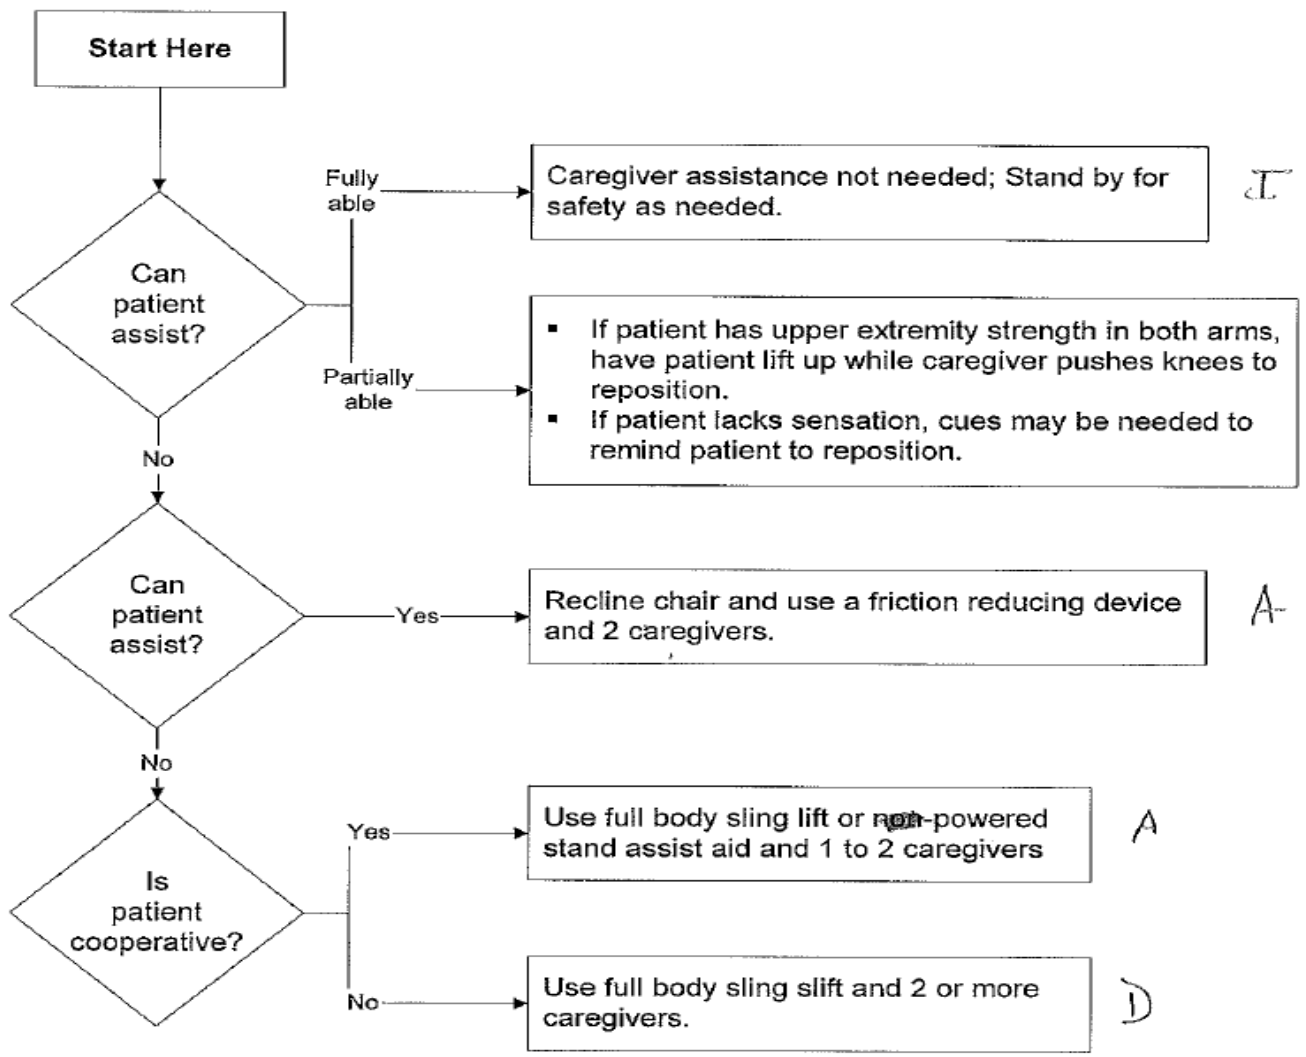 Start Here
Fully
able
Caregiver assistance not needed; Stand by for
safety as needed.
I
Can
patient
assist?
▪ If patient has upper extremity strength in both arms,
have patient lift up while caregiver pushes knees to
reposition.
▪ If patient lacks sensation, cues may be needed to
remind patient to reposition.
Partially
able
No
Can
patient
assist?
Yes
Recline chair and use a friction reducing device
and 2 caregivers.
A
No
Is
patient
cooperative?
Yes
Use full body sling lift or non-powered
stand assist aid and 1 to 2 caregivers
A
No
Use full body sling slift and 2 or more
caregivers.
D